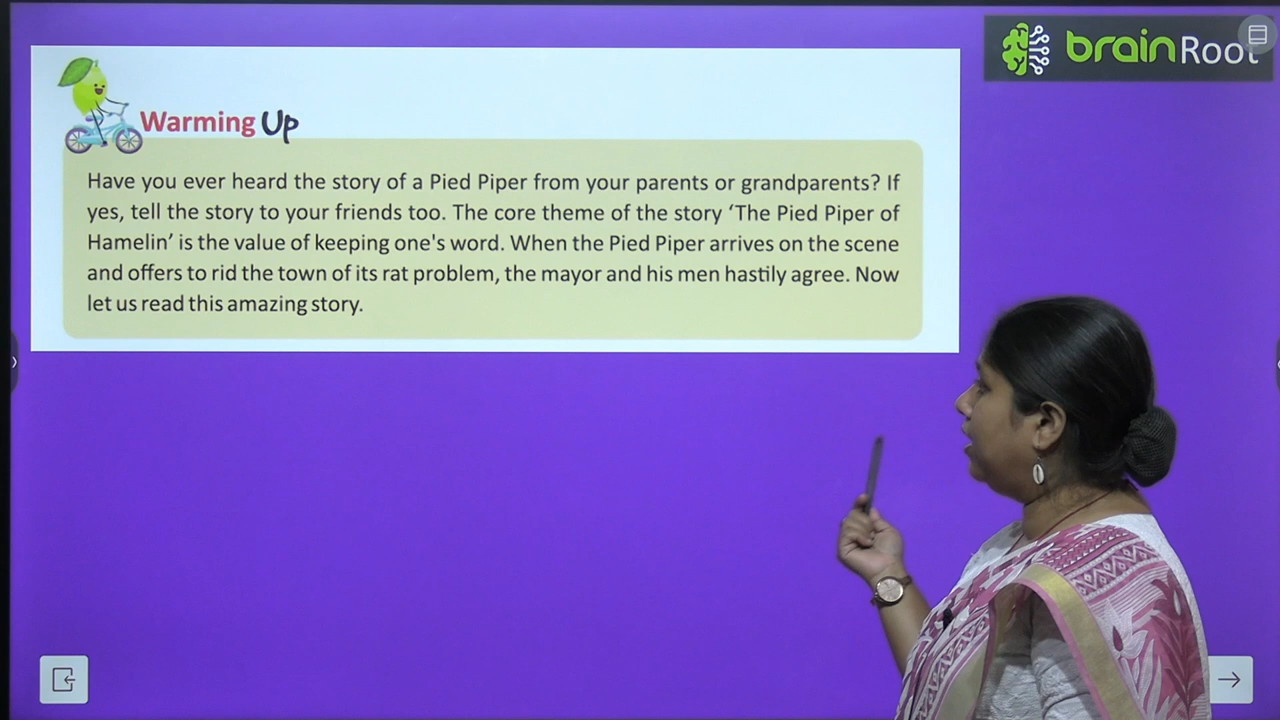 brainRoot
Warming Up
Have you ever heard the story of a Pied Piper from your parents or grandparents? If
yes, tell the story to your friends too. The core theme of the story ‘The Pied Piper of
Hamelin’ is the value of keeping one's word. When the Pied Piper arrives on the scene
and offers to rid the town of its rat problem, the mayor and his men hastily agree. Now
let us read this amazing story.